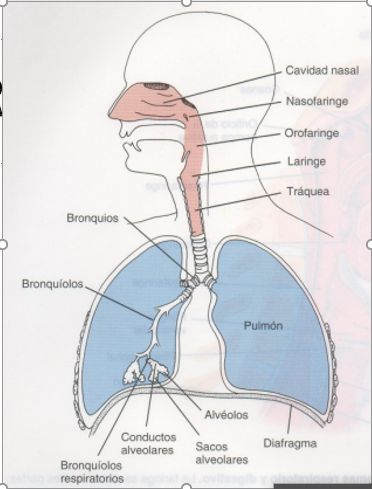 Cavidad nasal
Nasofaringe
Orofaringe
Laringe
Tráquea
Bronquios
Bronquíolos
Pulmón
Alvéolos
Conductos
alveolares
Sacos
alveolares
Diafragma
Bronquíolos
respiratorios